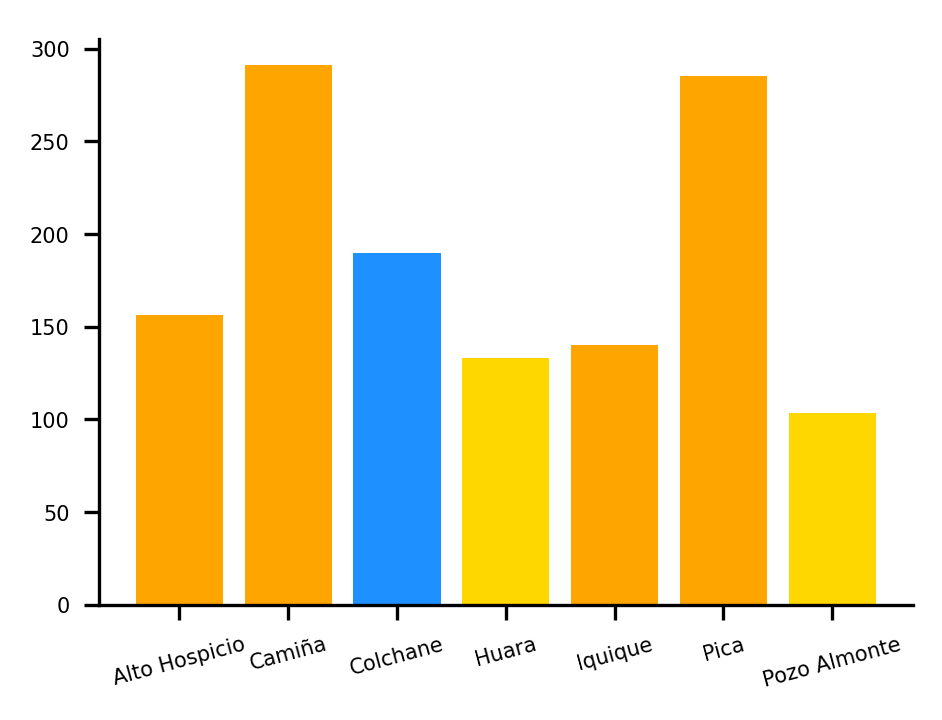 300
250
200
150
100
50
0
Alto Hospicio
Camiña
Colchane
Huara
Iquique
Pica
Pozo Almonte